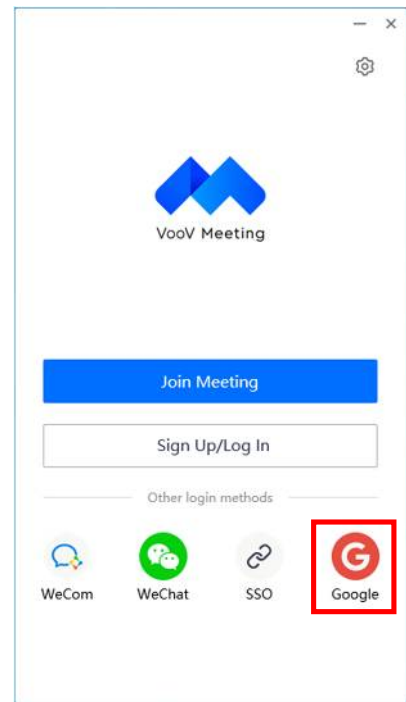 VooV Meeting
Join Meeting
Sign Up/Log In
Other login methods
WeCom WeChat SSO Google